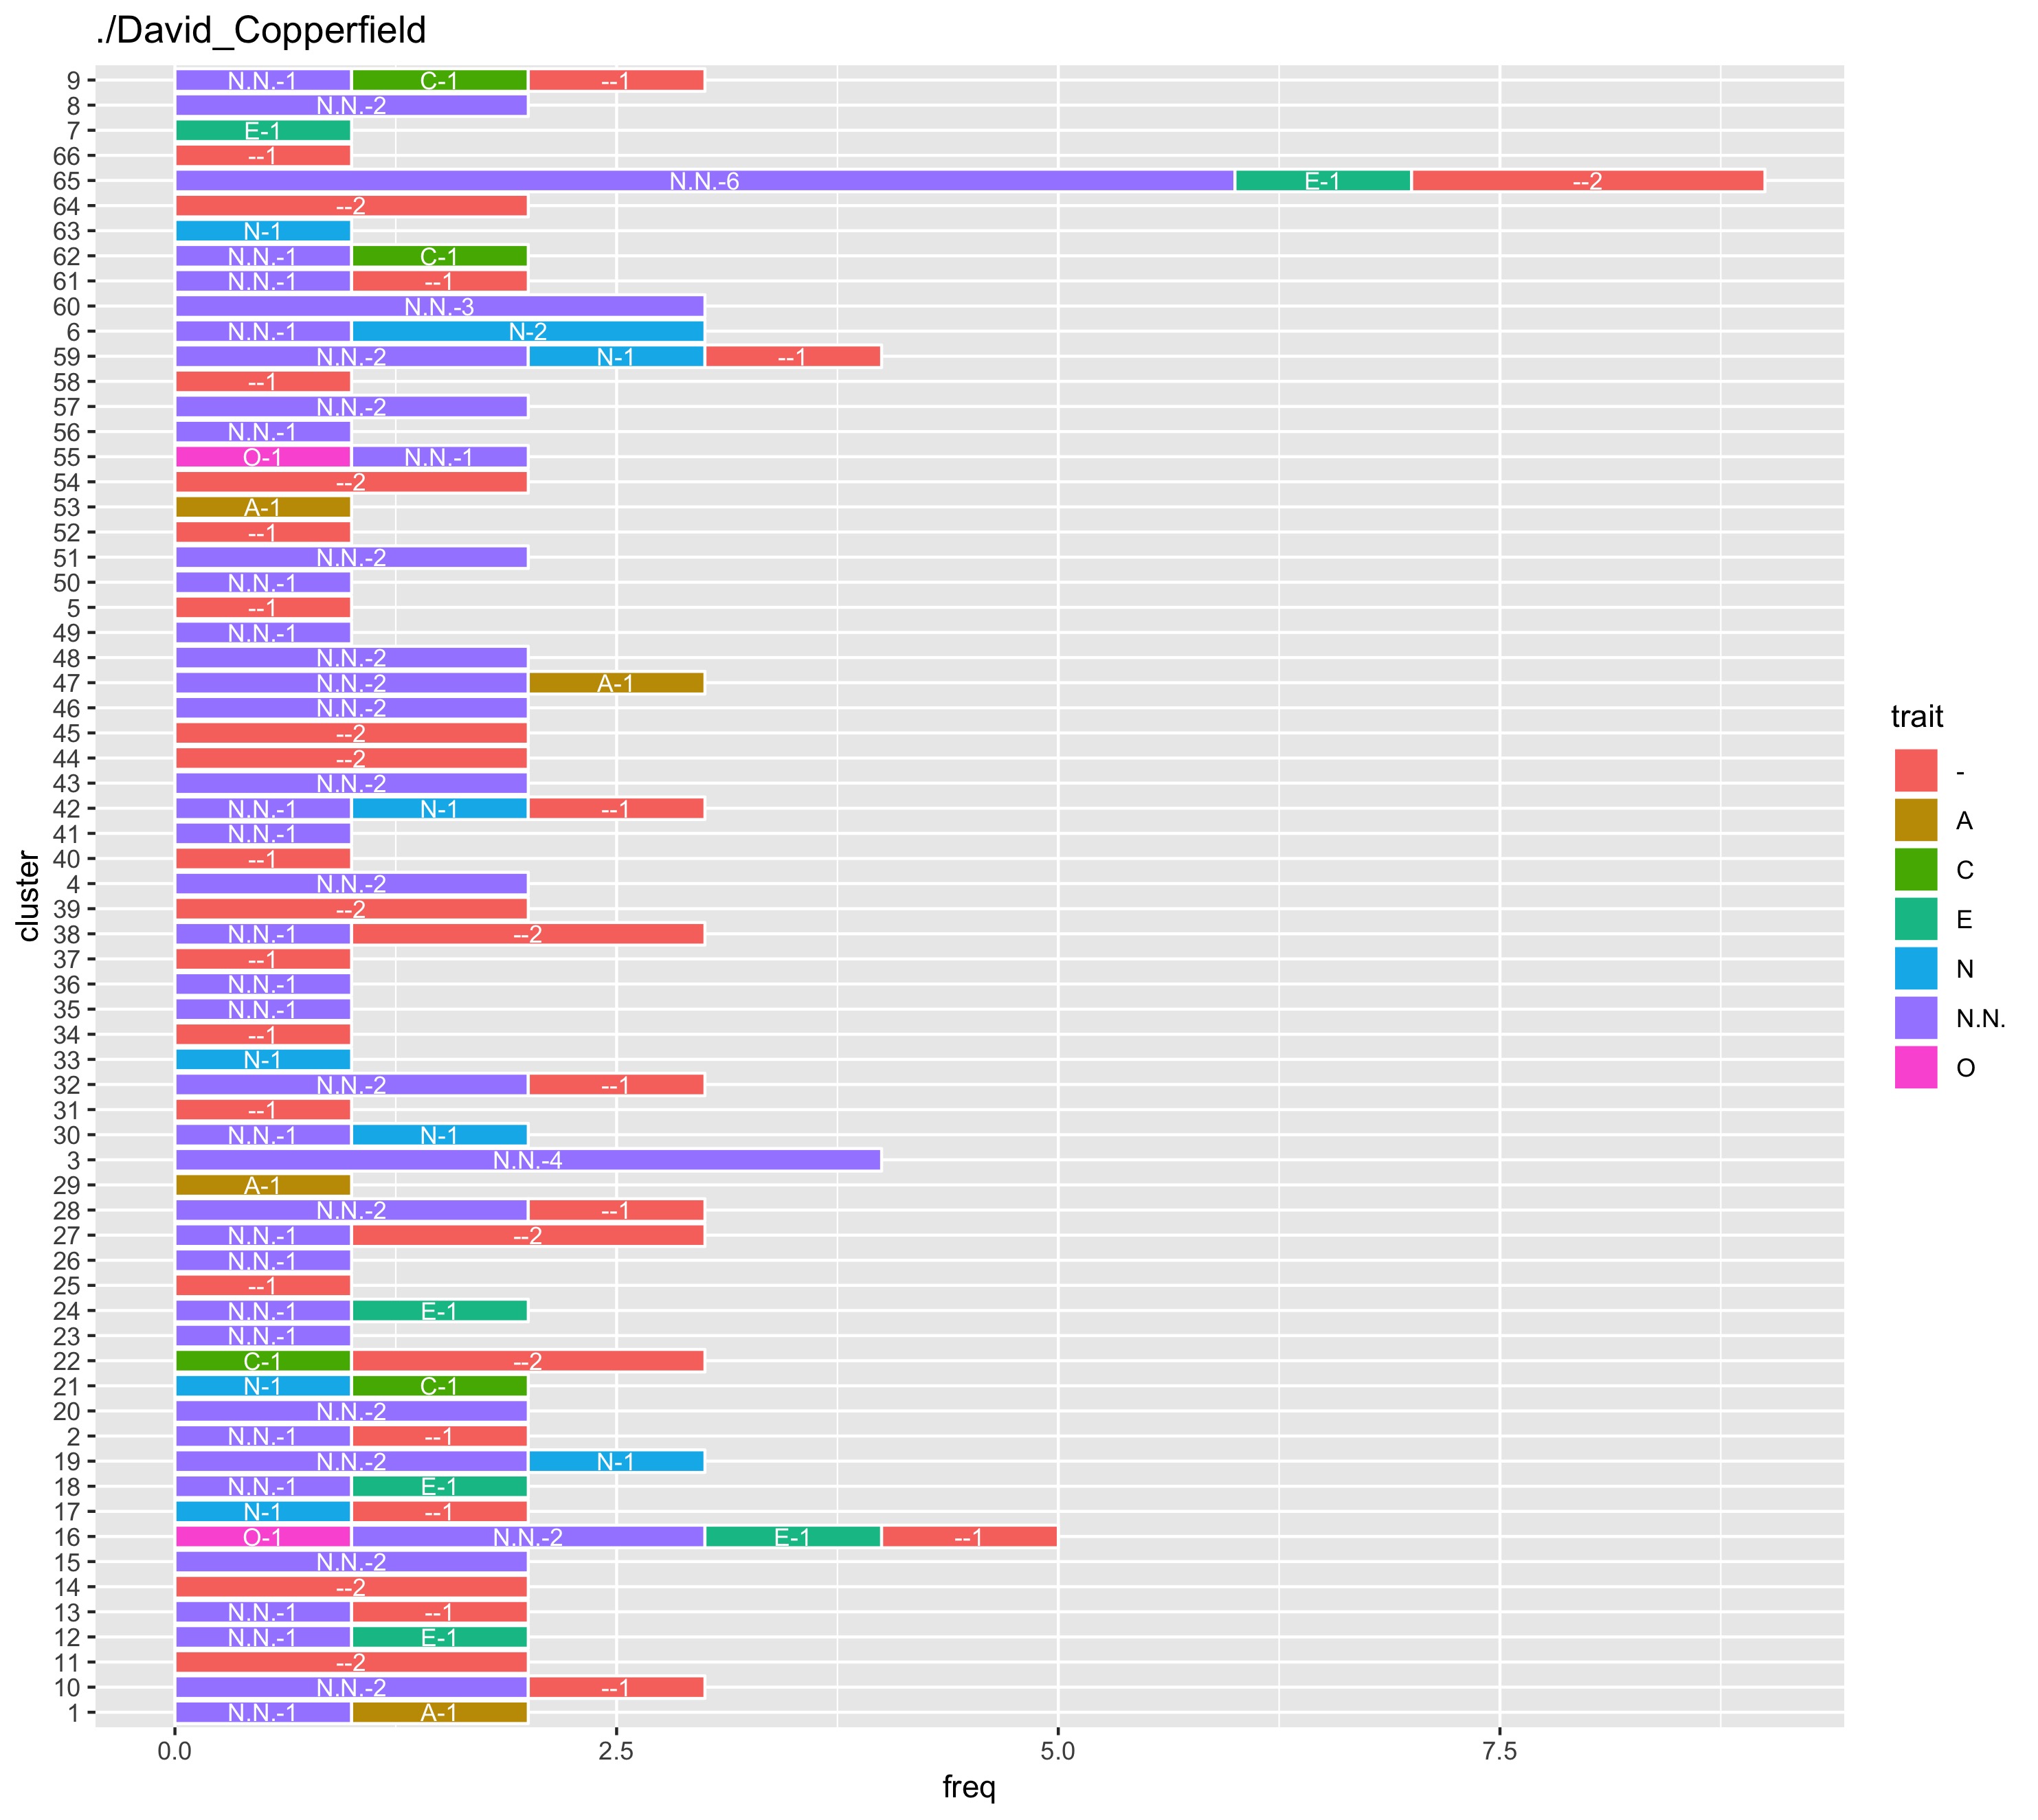 ./David_Copperfield
9 N.N.-1 C-1 --1
8 N.N.-2
7 E-1
66 --1
65 N.N.-6 E-1 --2
64 --2
63 N-1
62 N.N.-1 C-1
61 N.N.-1 --1
60 N.N.-3
6 N.N.-1 N-2
59 N.N.-2 N-1 --1
58 --1
57 N.N.-2
56 N.N.-1
55 O-1 N.N.-1
54 --2
53 A-1
52 --1
51 N.N.-2
50 N.N.-1
5 --1
49 N.N.-1
48 N.N.-2
47 N.N.-2 A-1
46 N.N.-2
45 --2
44 --2
43 N.N.-2
42 N.N.-1 N-1 --1
41 N.N.-1
40 --1
4 N.N.-2
39 --2
38 N.N.-1 --2
37 --1
36 N.N.-1
35 N.N.-1
34 --1
33 N-1
32 N.N.-2 --1
31 --1
30 N.N.-1 N-1
3 N.N.-4
29 A-1
28 N.N.-2 --1
27 N.N.-1 --2
26 N.N.-1
25 --1
24 N.N.-1 E-1
23 N.N.-1
22 C-1 --2
21 N-1 C-1
20 N.N.-2
2 N.N.-1 --1
19 N.N.-2 N-1
18 N.N.-1 E-1
17 N-1 --1
16 O-1 N.N.-2 E-1 --1
15 N.N.-2
14 --2
13 N.N.-1 --1
12 N.N.-1 E-1
11 --2
10 N.N.-2 --1
1 N.N.-1 A-1
0.0 2.5 5.0 7.5
freq
cluster
trait
-
A
C
E
N
N.N.
O